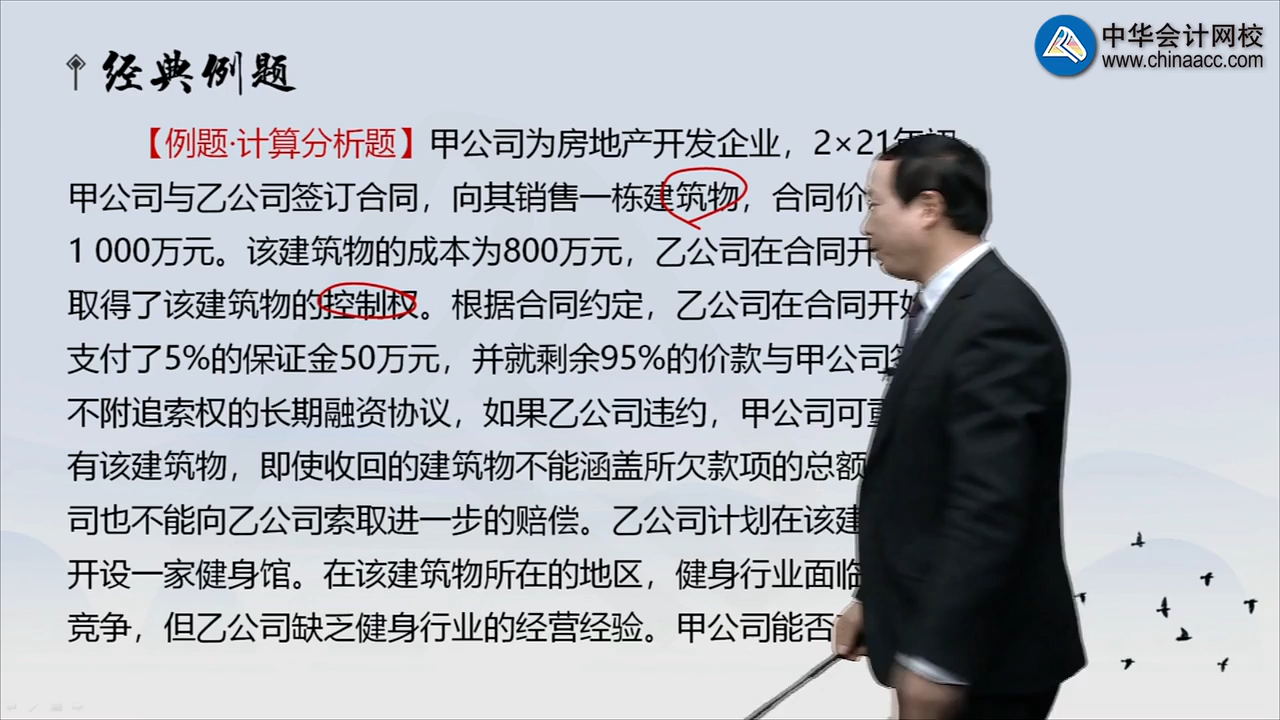 中华会计网校
www.chinaacc.com
经典例题
【例题·计算分析题】甲公司为房地产开发企业，2×21年初
甲公司与乙公司签订合同，向其销售一栋建筑物，合同价
1 000万元。该建筑物的成本为800万元，乙公司在合同开
取得了该建筑物的控制权。根据合同约定，乙公司在合同开始
支付了5%的保证金50万元，并就剩余95%的价款与甲公司
不附追索权的长期融资协议，如果乙公司违约，甲公司可重
有该建筑物，即使收回的建筑物不能涵盖所欠款项的总额
司也不能向乙公司索取进一步的赔偿。乙公司计划在该建
开设一家健身馆。在该建筑物所在的地区，健身行业面临
竞争，但乙公司缺乏健身行业的经营经验。甲公司能否